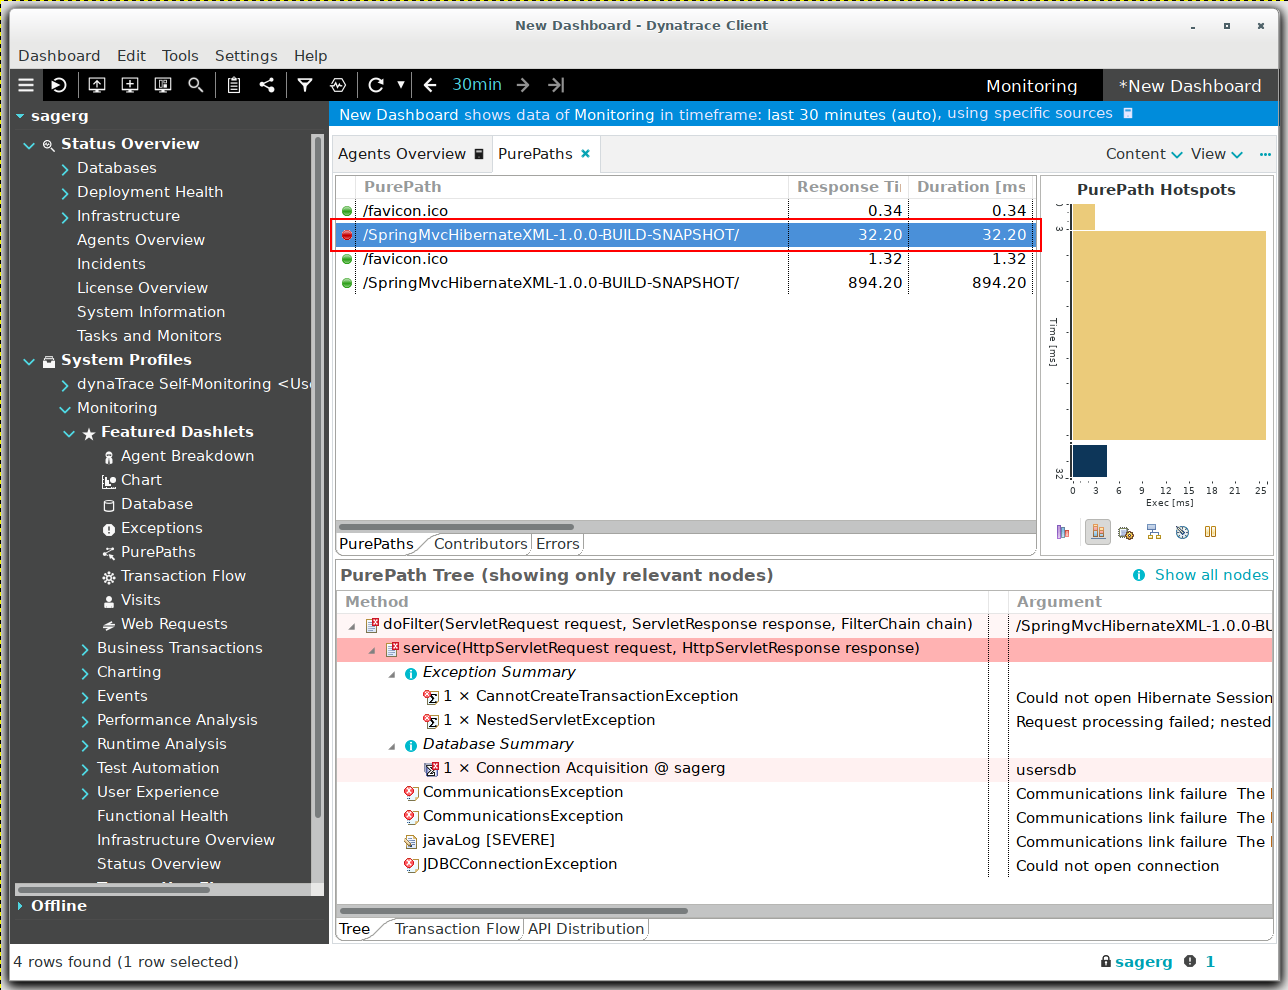 New Dashboard - Dynatrace Client
Dashboard Edit Tools Settings Help
30min
Monitoring
*New Dashboard
sagerg
New Dashboard shows data of Monitoring in timeframe: last 30 minutes (auto), using specific sources
Status Overview
Databases
Deployment Health
Infrastructure
Agents Overview
Incidents
License Overview
System Information
Tasks and Monitors
System Profiles
dynaTrace Self-Monitoring <Us
Monitoring
Featured Dashlets
Agent Breakdown
Chart
Database
Exceptions
PurePaths
Transaction Flow
Visits
Web Requests
Business Transactions
Charting
Events
Performance Analysis
Runtime Analysis
Test Automation
User Experience
Functional Health
Infrastructure Overview
Status Overview
Offline
Agents Overview
PurePaths
Content View
PurePath Response Ti Duration [ms
/favicon.ico 0.34 0.34
/SpringMvcHibernateXML-1.0.0-BUILD-SNAPSHOT/ 32.20 32.20
/favicon.ico 1.32 1.32
/SpringMvcHibernateXML-1.0.0-BUILD-SNAPSHOT/ 894.20 894.20
PurePaths Contributors Errors
PurePath Hotspots
3
Time [ms]
32
0 3 6 9 12 15 18 21 25
Exec [ms]
PurePath Tree (showing only relevant nodes)
Show all nodes
Method Argument
doFilter(ServletRequest request, ServletResponse response, FilterChain chain) /SpringMvcHibernateXML-1.0.0-BU
service(HttpServletRequest request, HttpServletResponse response)
Exception Summary
1 × CannotCreateTransactionException Could not open Hibernate Session
1 × NestedServletException Request processing failed; nested
Database Summary
1 × Connection Acquisition @ sagerg usersdb
CommunicationsException Communications link failure The
CommunicationsException Communications link failure The
javaLog [SEVERE] Communications link failure The
JDBCConnectionException Could not open connection
Tree Transaction Flow API Distribution
4 rows found (1 row selected)
sagerg
1